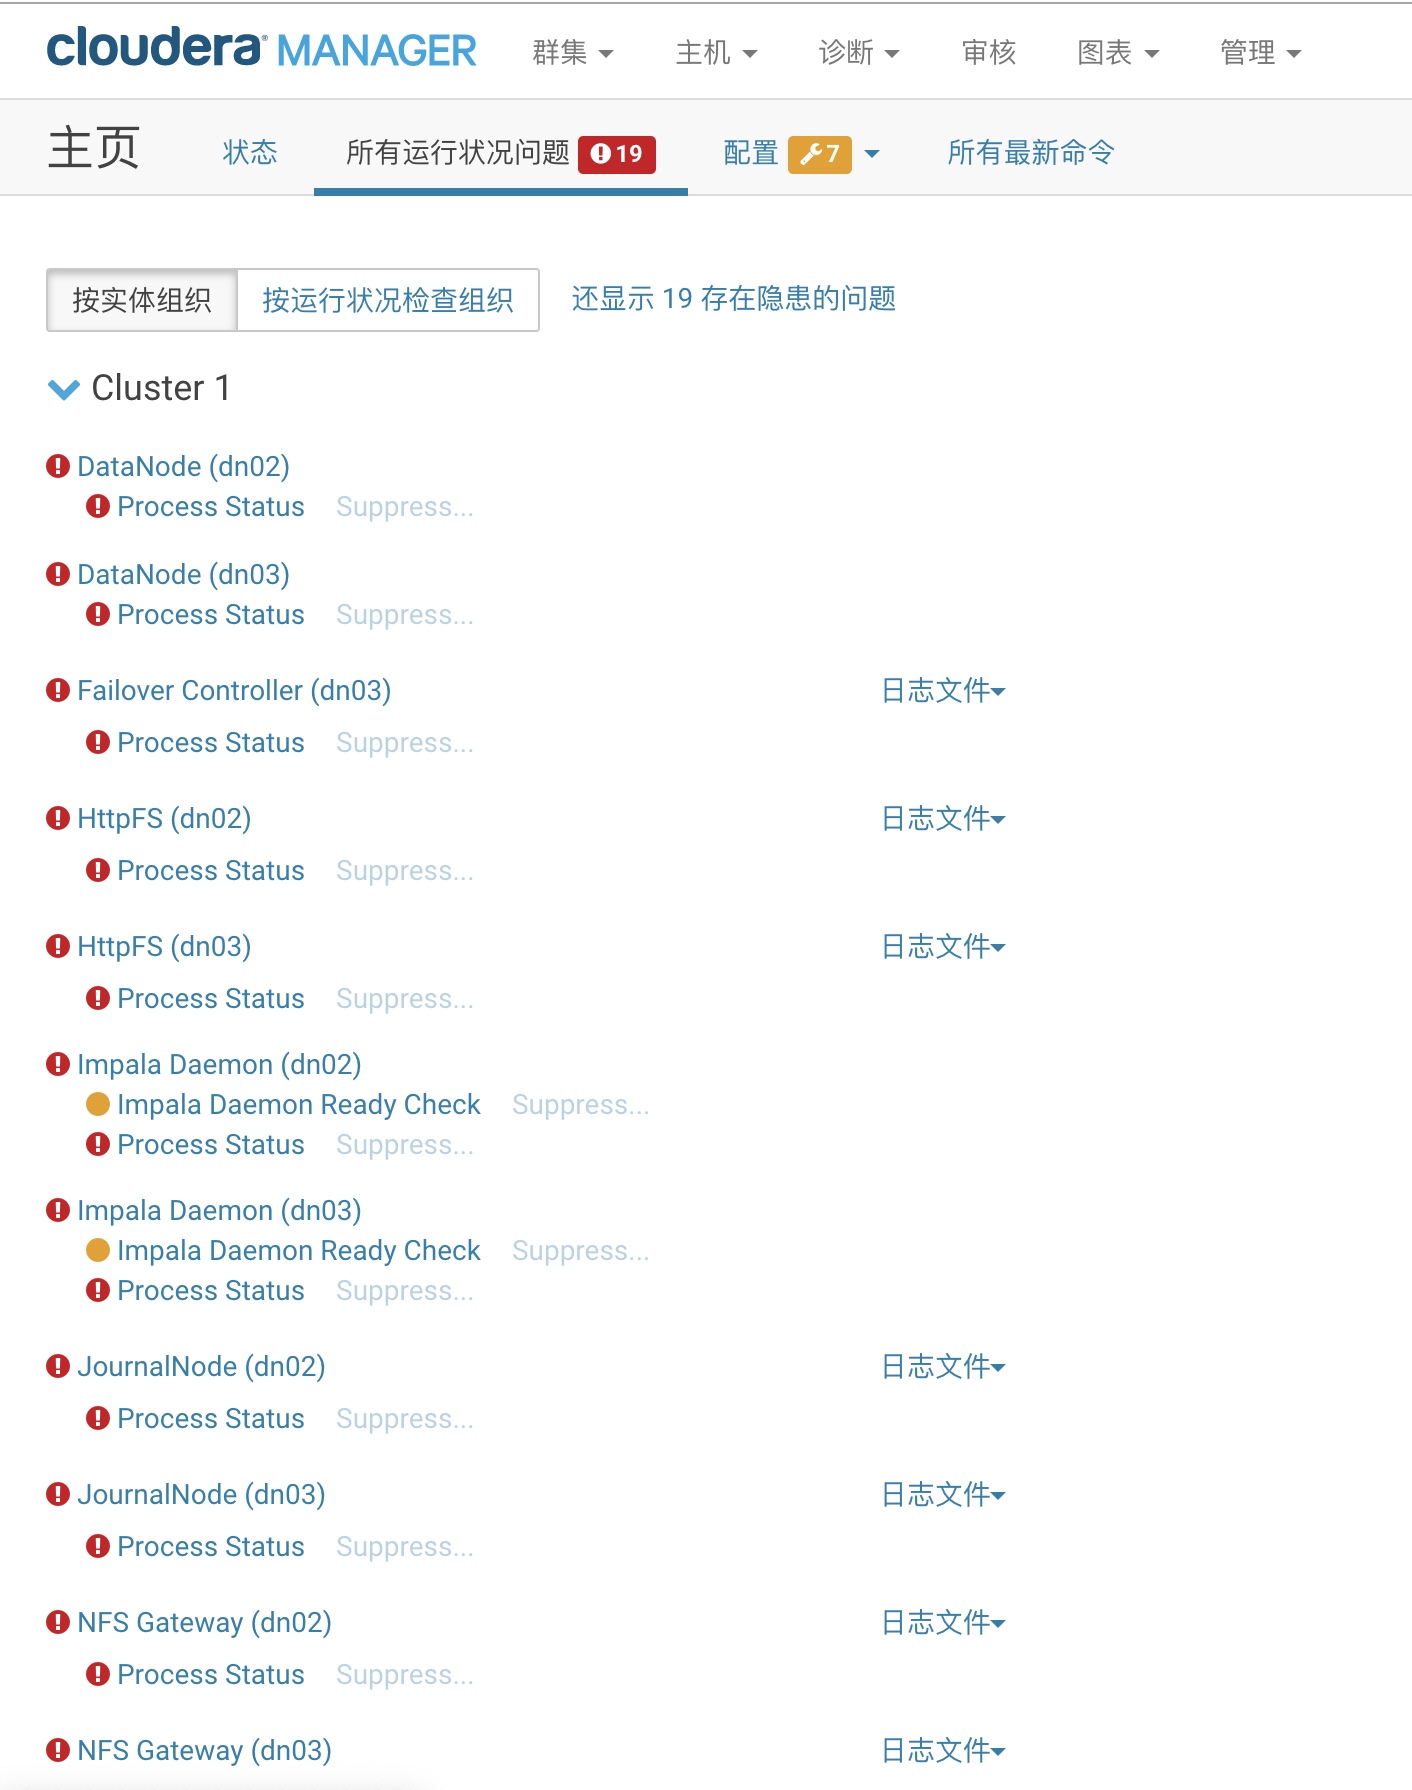 cloudera MANAGER 群集 主机 诊断 审核 图表 管理
主页 状态 所有运行状况问题 19 配置 7 所有最新命令
按实体组织 按运行状况检查组织 还显示 19 存在隐患的问题
Cluster 1
DataNode (dn02)
Process Status Suppress...
DataNode (dn03)
Process Status Suppress...
Failover Controller (dn03) 日志文件
Process Status Suppress...
HttpFS (dn02) 日志文件
Process Status Suppress...
HttpFS (dn03) 日志文件
Process Status Suppress...
Impala Daemon (dn02)
Impala Daemon Ready Check Suppress...
Process Status Suppress...
Impala Daemon (dn03)
Impala Daemon Ready Check Suppress...
Process Status Suppress...
JournalNode (dn02) 日志文件
Process Status Suppress...
JournalNode (dn03) 日志文件
Process Status Suppress...
NFS Gateway (dn02) 日志文件
Process Status Suppress...
NFS Gateway (dn03) 日志文件